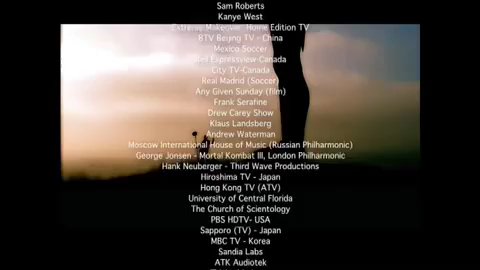 Sam Roberts
Kanye West
Extreme Makeover: Home Edition TV
BTV Beijing TV - China
Mexico Soccer
Bell Expressview-Canada
City TV-Canada
Real Madrid (Soccer)
Any Given Sunday (film)
Frank Serafine
Drew Carey Show
Klaus Landsberg
Andrew Waterman
Moscow International House of Music (Russian Philharmonic)
George Jonsen - Mortal Kombat III, London Philharmonic
Hank Neuberger - Third Wave Productions
Hiroshima TV - Japan
Hong Kong TV (ATV)
University of Central Florida
The Church of Scientology
PBS HDTV- USA
Sapporo (TV) - Japan
MBC TV - Korea
Sandia Labs
ATK Audiotek